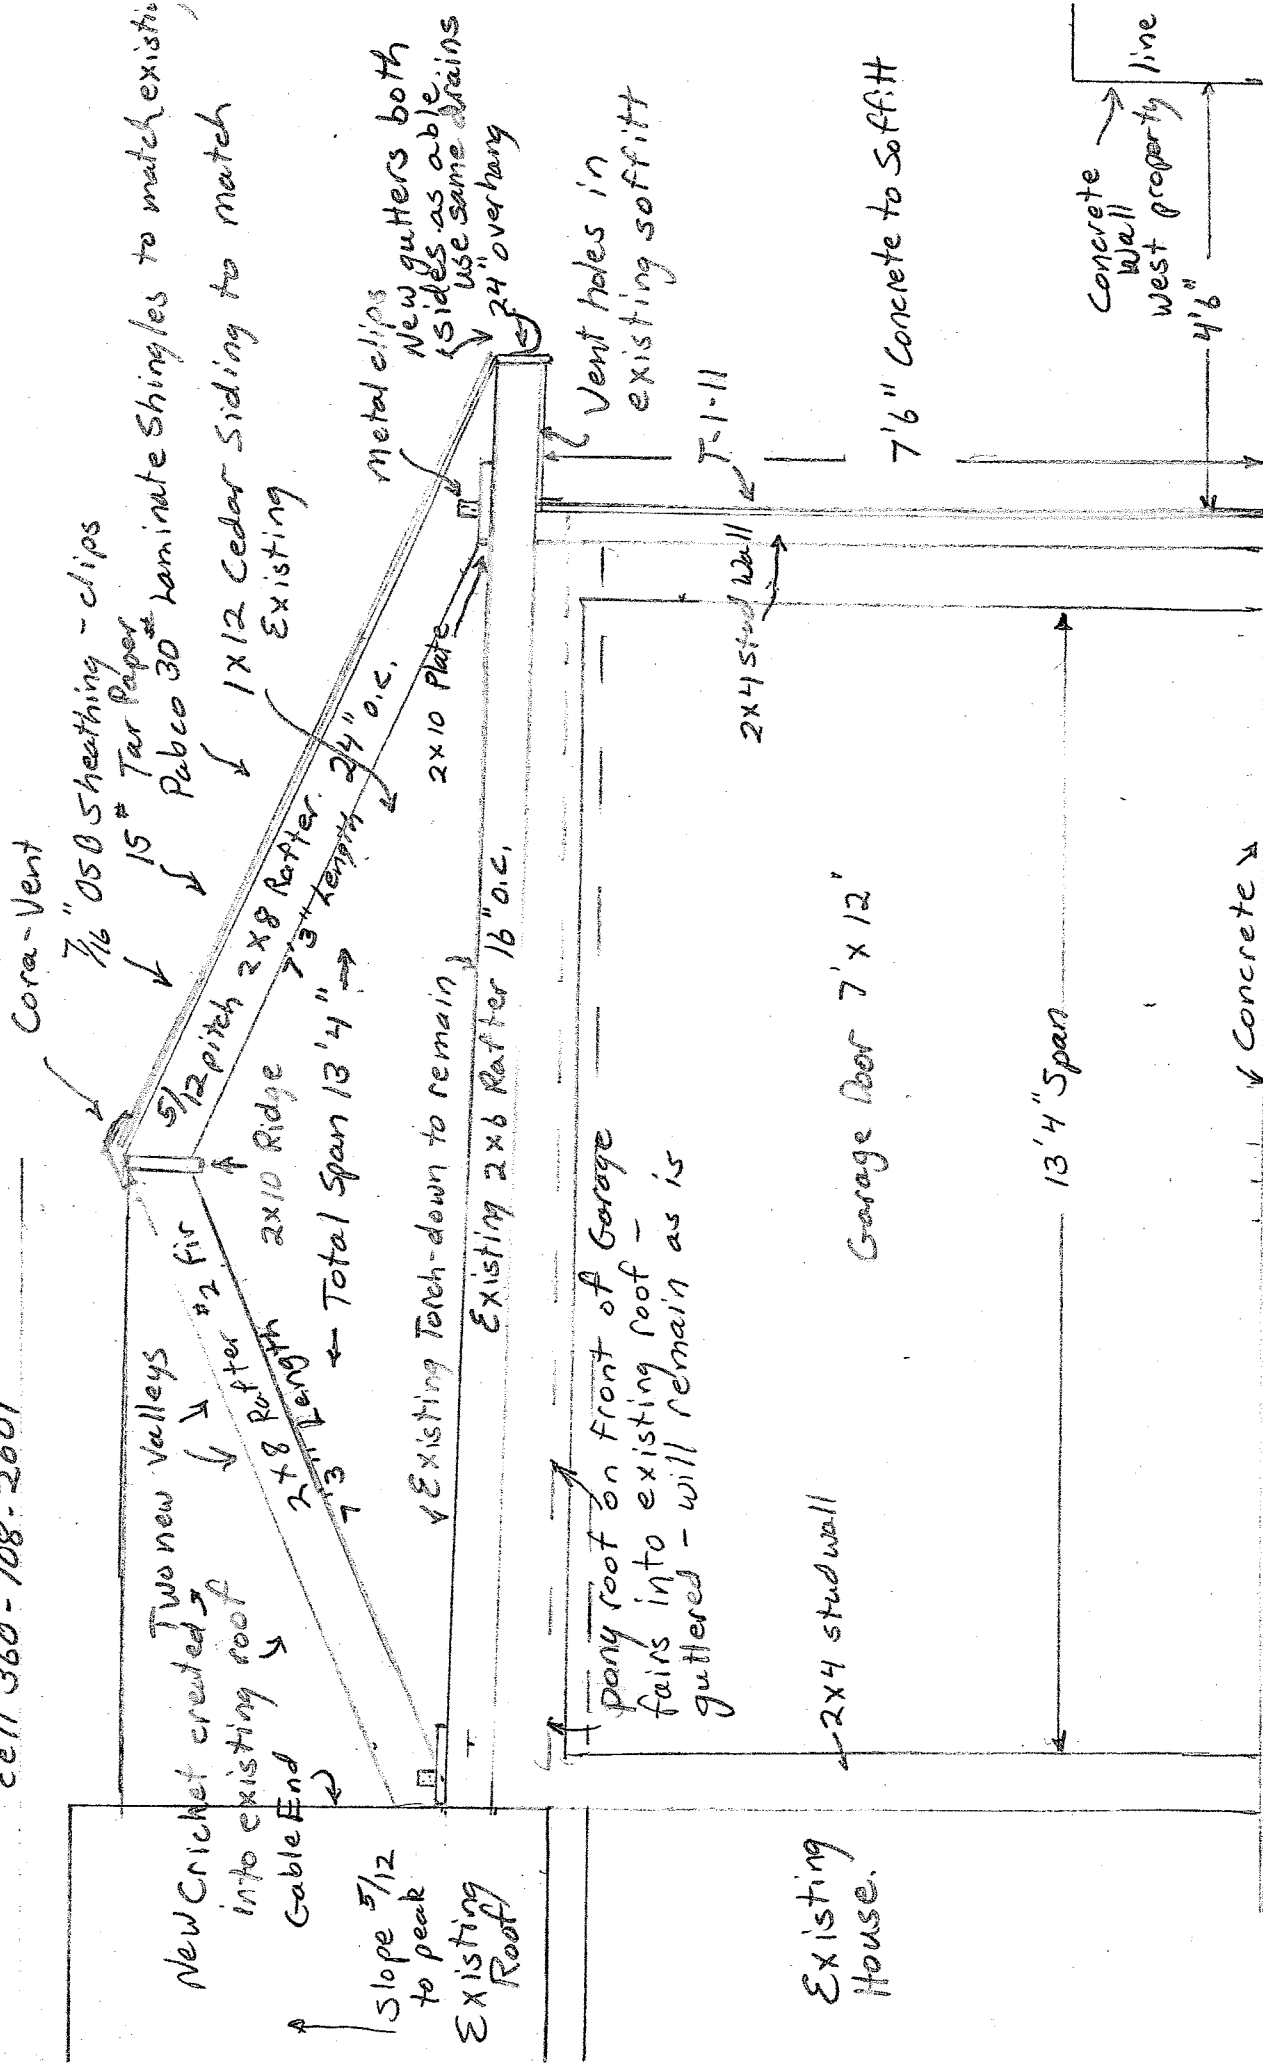 cell 360-708-2601
Cora-Vent
7/16" OSB Sheathing - clips
15# Tar Paper
Pabco 30# Laminate Shingles to match existing
1x12 Cedar Siding to match
Existing
New Cricket created
into existing roof
Two new valleys
Gable End
Slope 5/12
to peak
Existing
Roof
2x8 Rafter #2 fir
7'3" Length
5/12 pitch 2x8 Rafter 24" o.c.
7'3" Length
2x10 Ridge
← Total Span 13'4" →
2x10 Plate
Metal clips
New gutters both
sides as able
use same drains
24" overhang
Existing Torch-down to remain
Existing 2x6 Rafter 16" o.c.
Vent holes in
existing soffitt
pony roof on front of Garage
fairs into existing roof -
guttered - will remain as is
T-1-11
2x4 Stud Wall
2x4 studwall
Garage Door 7' x 12'
7'6" Concrete to Soffitt
Existing
House.
13'4" Span
Concrete
Wall
West property line
4'6"
Concrete